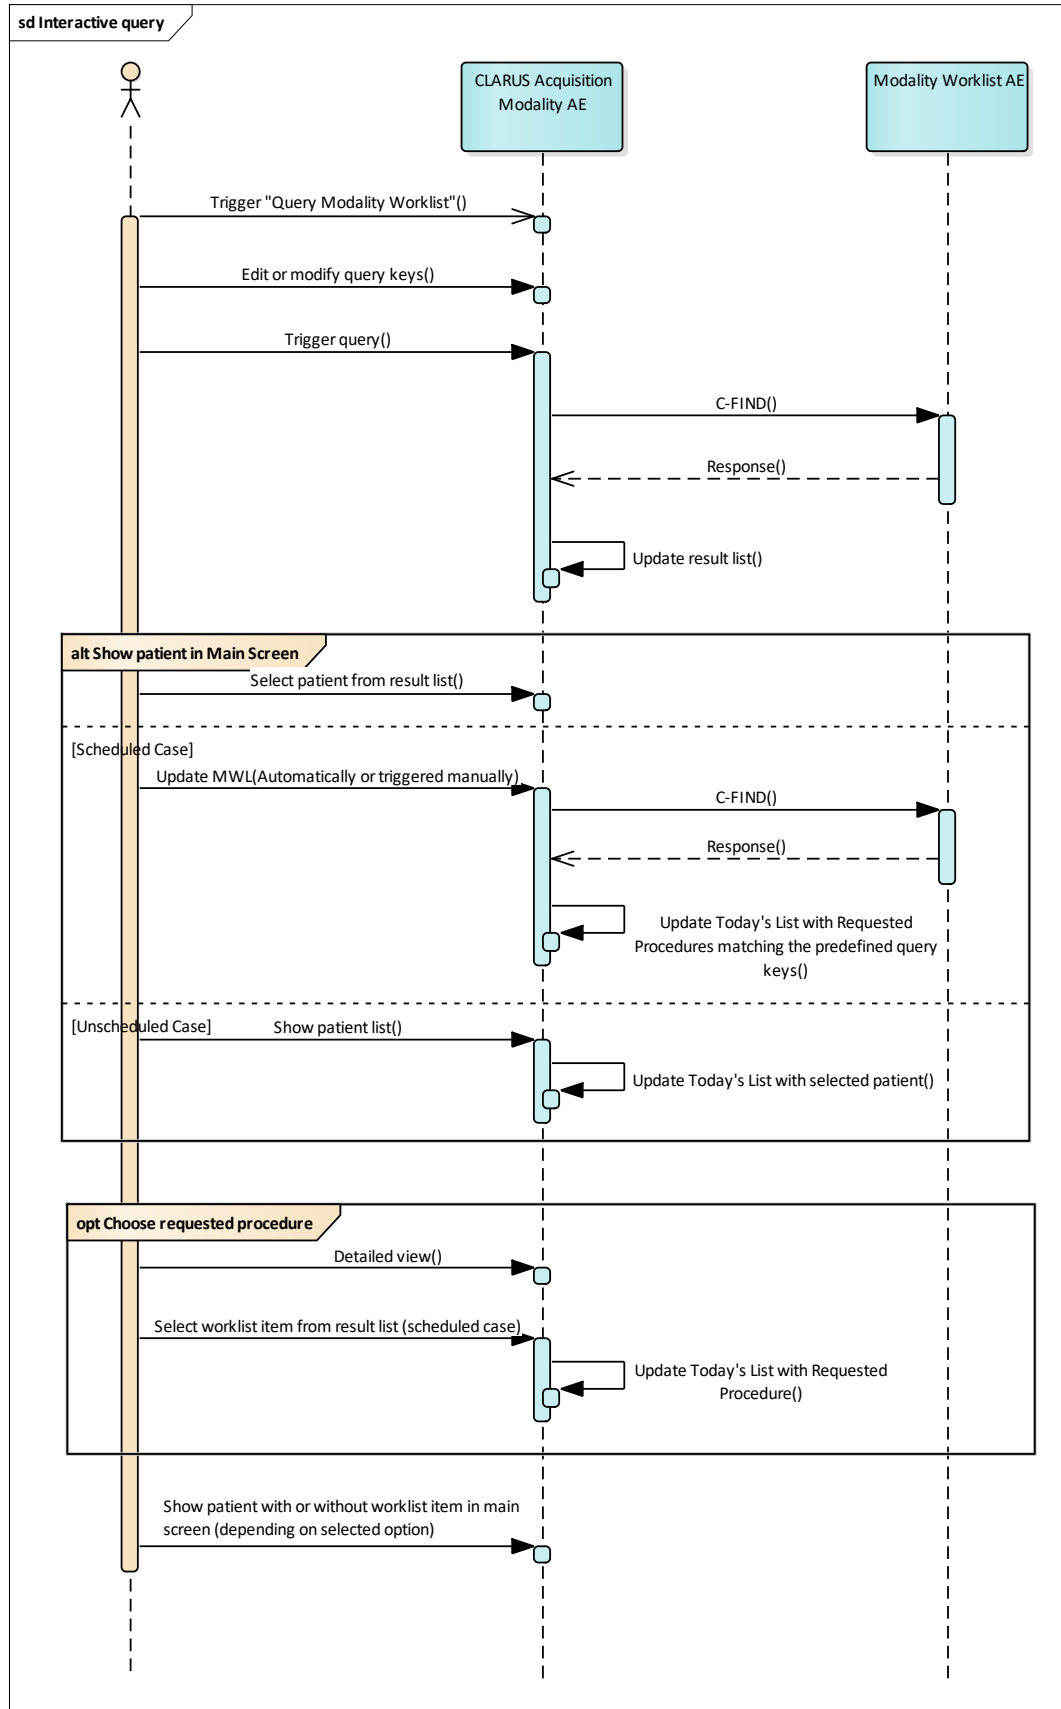 sd Interactive query
CLARUS Acquisition
Modality AE
Modality Worklist AE
Trigger "Query Modality Worklist"()
Edit or modify query keys()
Trigger query()
C-FIND()
Response()
Update result list()
alt Show patient in Main Screen
Select patient from result list()
[Scheduled Case]
Update MWL(Automatically or triggered manually)
C-FIND()
Response()
Update Today's List with Requested
Procedures matching the predefined query
keys()
[Unscheduled Case]
Show patient list()
Update Today's List with selected patient()
opt Choose requested procedure
Detailed view()
Select worklist item from result list (scheduled case)
Update Today's List with Requested
Procedure()
Show patient with or without worklist item in main
screen (depending on selected option)